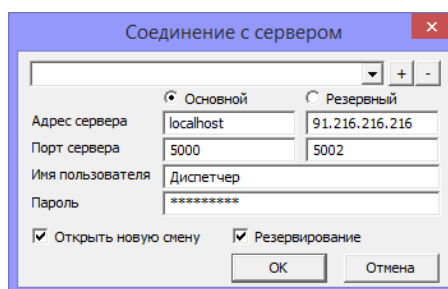 Соединение с сервером
+ -
Основной Резервный
Адрес сервера localhost 91.216.216.216
Порт сервера 5000 5002
Имя пользователя Диспетчер
Пароль *********
Открыть новую смену Резервирование
OK Отмена